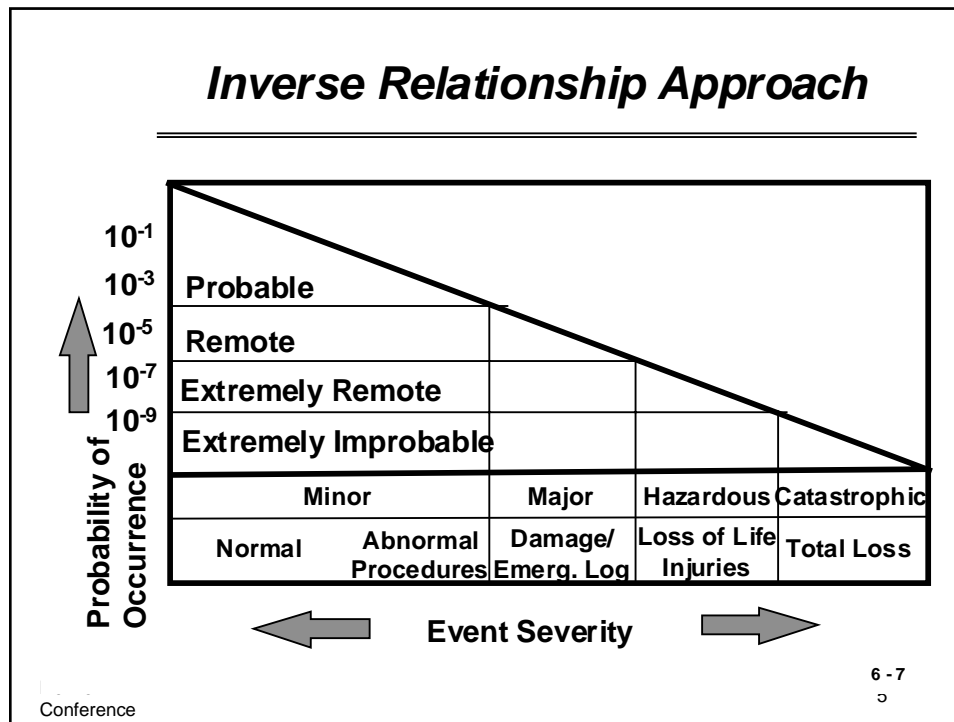 Inverse Relationship Approach
10-1
10-3
Probable
10-5
Remote
10-7
Extremely Remote
10-9
Extremely Improbable
Probability of
Occurrence
Minor
Major
Hazardous
Catastrophic
Normal
Abnormal
Procedures
Damage/
Emerg. Log
Loss of Life
Injuries
Total Loss
Event Severity
6 - 7
Conference